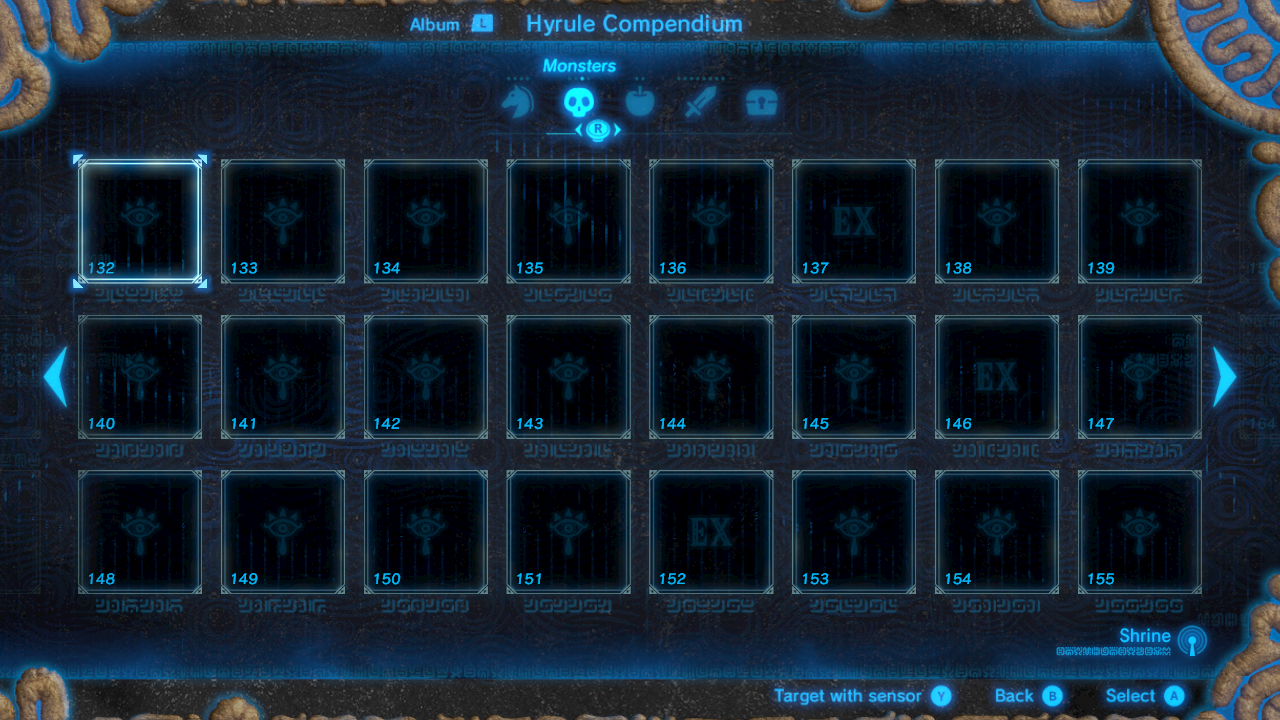 Album L Hyrule Compendium
Monsters
R
EX
132 133 134 135 136 137 138 139
EX
140 141 142 143 144 145 146 147
164
EX
148 149 150 151 152 153 154 155
Shrine
Target with sensor Y Back B Select A